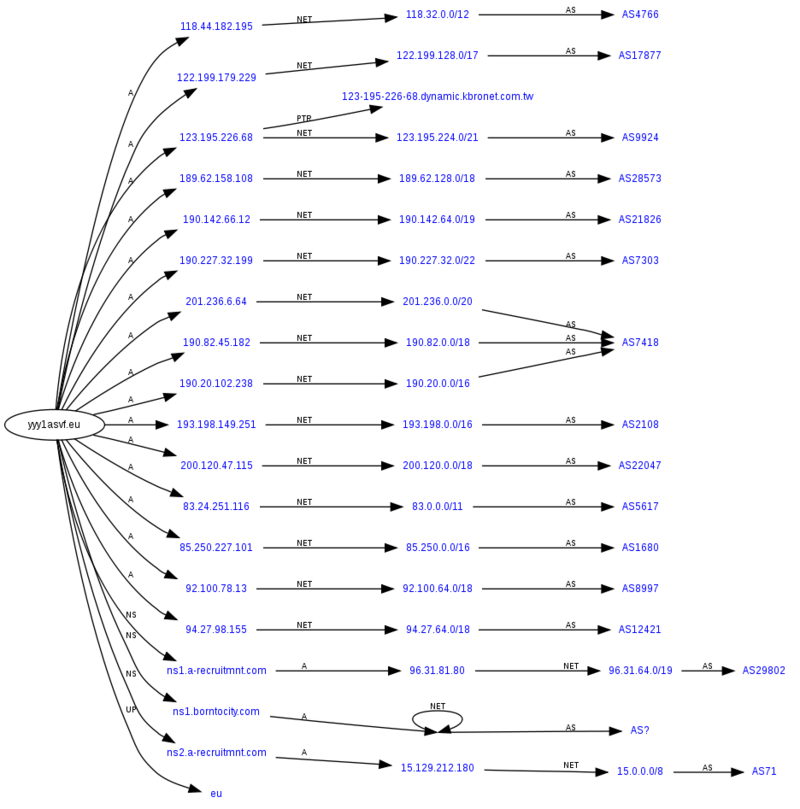 118.44.182.195 NET 118.32.0.0/12 AS AS4766
A
122.199.179.229 NET 122.199.128.0/17 AS AS17877
A
123-195-226-68.dynamic.kbronet.com.tw
PTR
123.195.226.68 NET 123.195.224.0/21 AS AS9924
A
189.62.158.108 NET 189.62.128.0/18 AS AS28573
A
190.142.66.12 NET 190.142.64.0/19 AS AS21826
A
190.227.32.199 NET 190.227.32.0/22 AS AS7303
A
201.236.6.64 NET 201.236.0.0/20 AS
A
190.82.45.182 NET 190.82.0.0/18 AS AS7418
A
190.20.102.238 NET 190.20.0.0/16 AS
A
yyy1asvf.eu A 193.198.149.251 NET 193.198.0.0/16 AS AS2108
A
200.120.47.115 NET 200.120.0.0/18 AS AS22047
A
83.24.251.116 NET 83.0.0.0/11 AS AS5617
A
85.250.227.101 NET 85.250.0.0/16 AS AS1680
A
92.100.78.13 NET 92.100.64.0/18 AS AS8997
A
94.27.98.155 NET 94.27.64.0/18 AS AS12421
NS
ns1.a-recruitmnt.com A 96.31.81.80 NET 96.31.64.0/19 AS AS29802
NS
ns1.borntocity.com A NET AS AS?
NS
ns2.a-recruitmnt.com A 15.129.212.180 NET 15.0.0.0/8 AS AS71
UP
eu